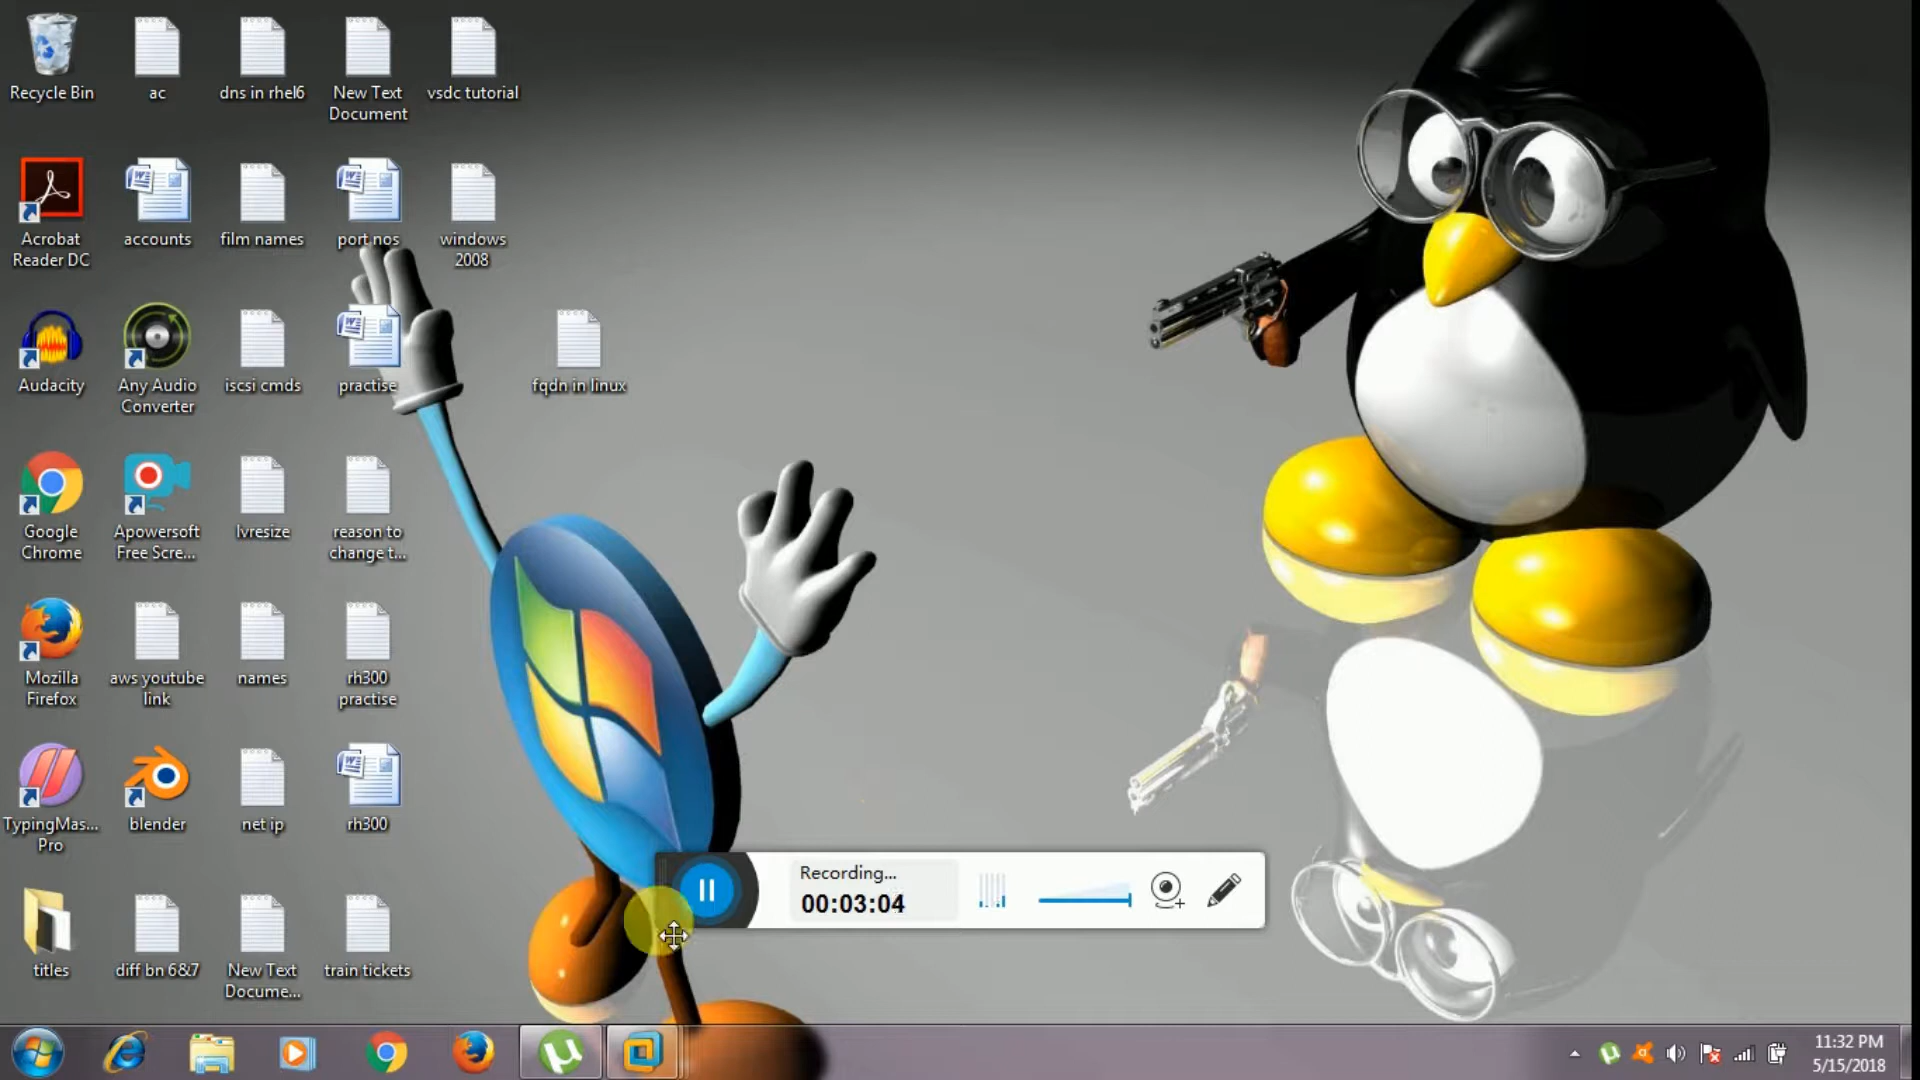 Recycle Bin
ac
dns in rhel6
New Text
Document
vsdc tutorial
Acrobat
Reader DC
accounts
film names
port nos
windows
2008
Audacity
Any Audio
Converter
iscsi cmds
practise
fqdn in linux
Google
Chrome
Apowersoft
Free Scre...
lvresize
reason to
change t...
Mozilla
Firefox
aws youtube
link
names
rh300
practise
TypingMas...
Pro
blender
net ip
rh300
Recording...
00:03:04
titles
diff bn 6&7
New Text
Docume...
train tickets
11:32 PM
5/15/2018